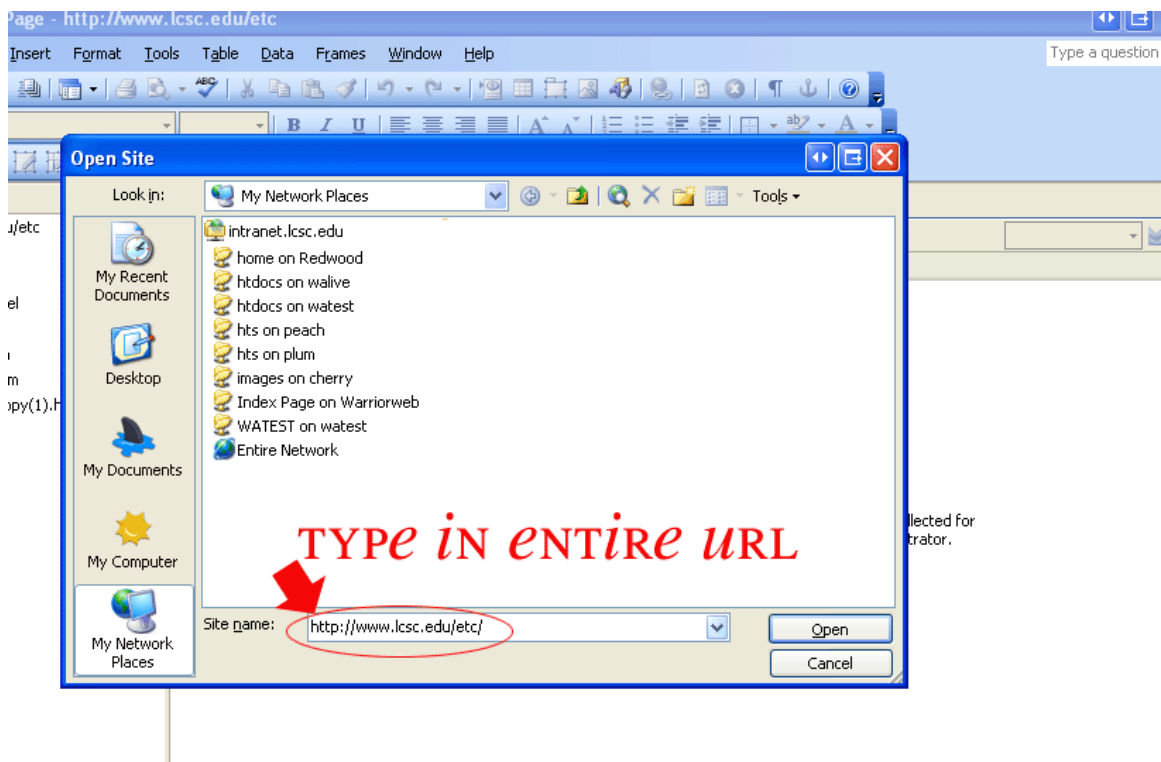 Page - http://www.lcsc.edu/etc
Insert Format Tools Table Data Frames Window Help
Type a question
ABC
B I U A A ab A
Open Site
Look in: My Network Places Tools
u/etc
intranet.lcsc.edu
home on Redwood
My Recent Documents
htdocs on walive
el
htdocs on watest
hts on peach
hts on plum
Desktop
m
images on cherry
opy(1).H
Index Page on Warriorweb
WATEST on watest
Entire Network
My Documents
TYPe iN eNTiRe uRL
llected for
trator.
My Computer
Site name: http://www.lcsc.edu/etc/ Open
My Network Places
Cancel